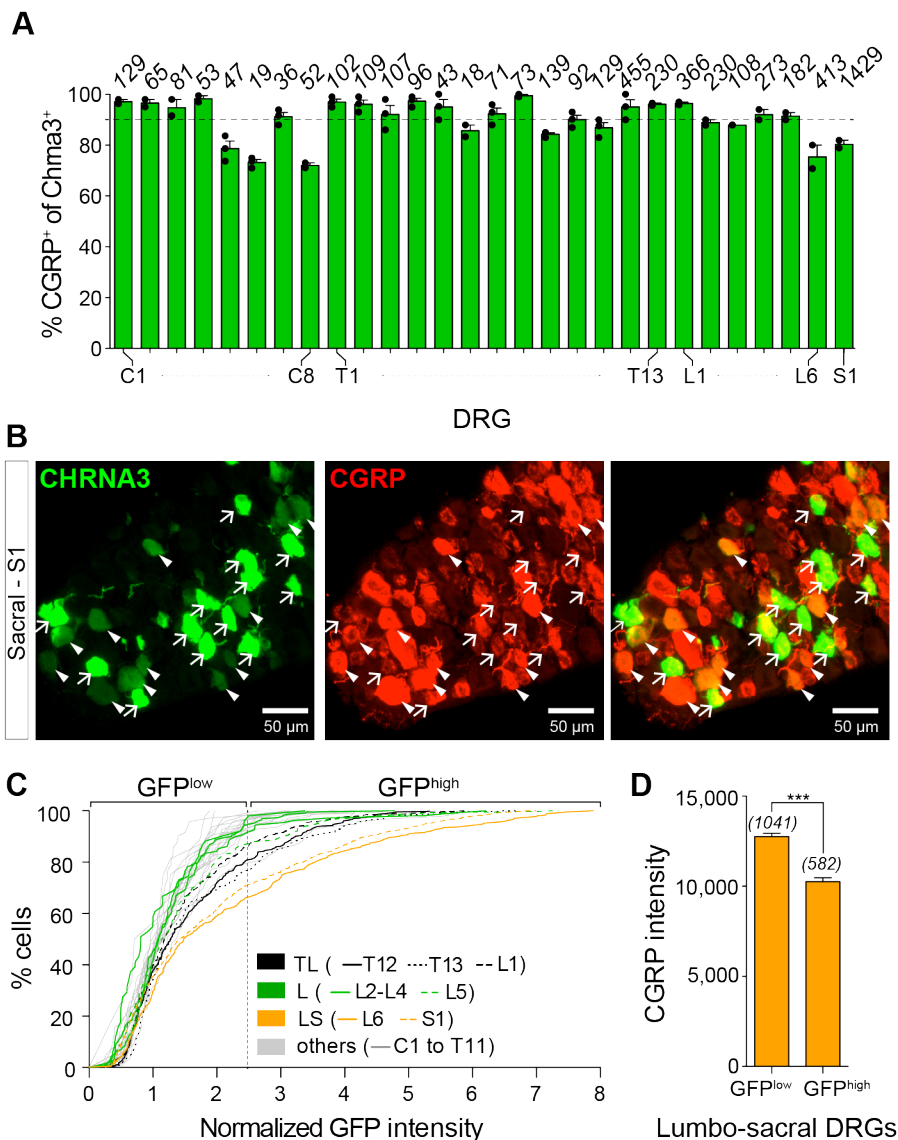 A
129 65 81 53 47 19 36 52 102 109 107 96 43 18 71 73 139 92 129 455 230 366 230 108 273 182 413 1429
% CGRP⁺ of Chma3⁺
100
80
60
40
20
0
C1 C8 T1 T13 L1 L6 S1
DRG
B
Sacral - S1
CHRNA3
CGRP
50 µm
50 µm
50 µm
C
GFPlow
GFPhigh
% cells
100
80
60
40
20
0
TL ( T12 T13 L1)
L ( L2-L4 L5)
LS ( L6 S1)
others ( C1 to T11)
0 1 2 3 4 5 6 7 8
Normalized GFP intensity
D
CGRP intensity
15,000
10,000
5,000
0
***
(1041)
(582)
GFPlow
GFPhigh
Lumbo-sacral DRGs